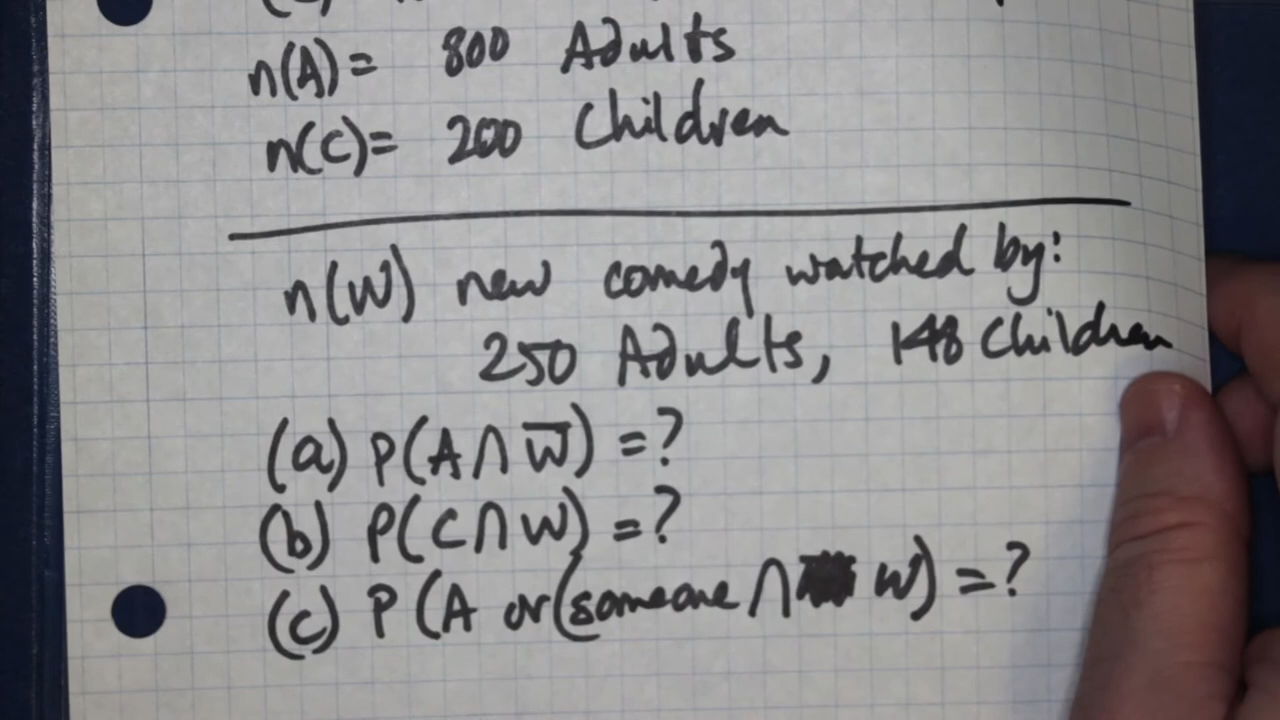 n(A)= 800 Adults
n(C)= 200 Children
n(W) new comedy watched by:
250 Adults, 148 Children
(a) P(A∩W̅) =?
(b) P(C∩W) =?
(c) P(A or (someone ∩ W) =?